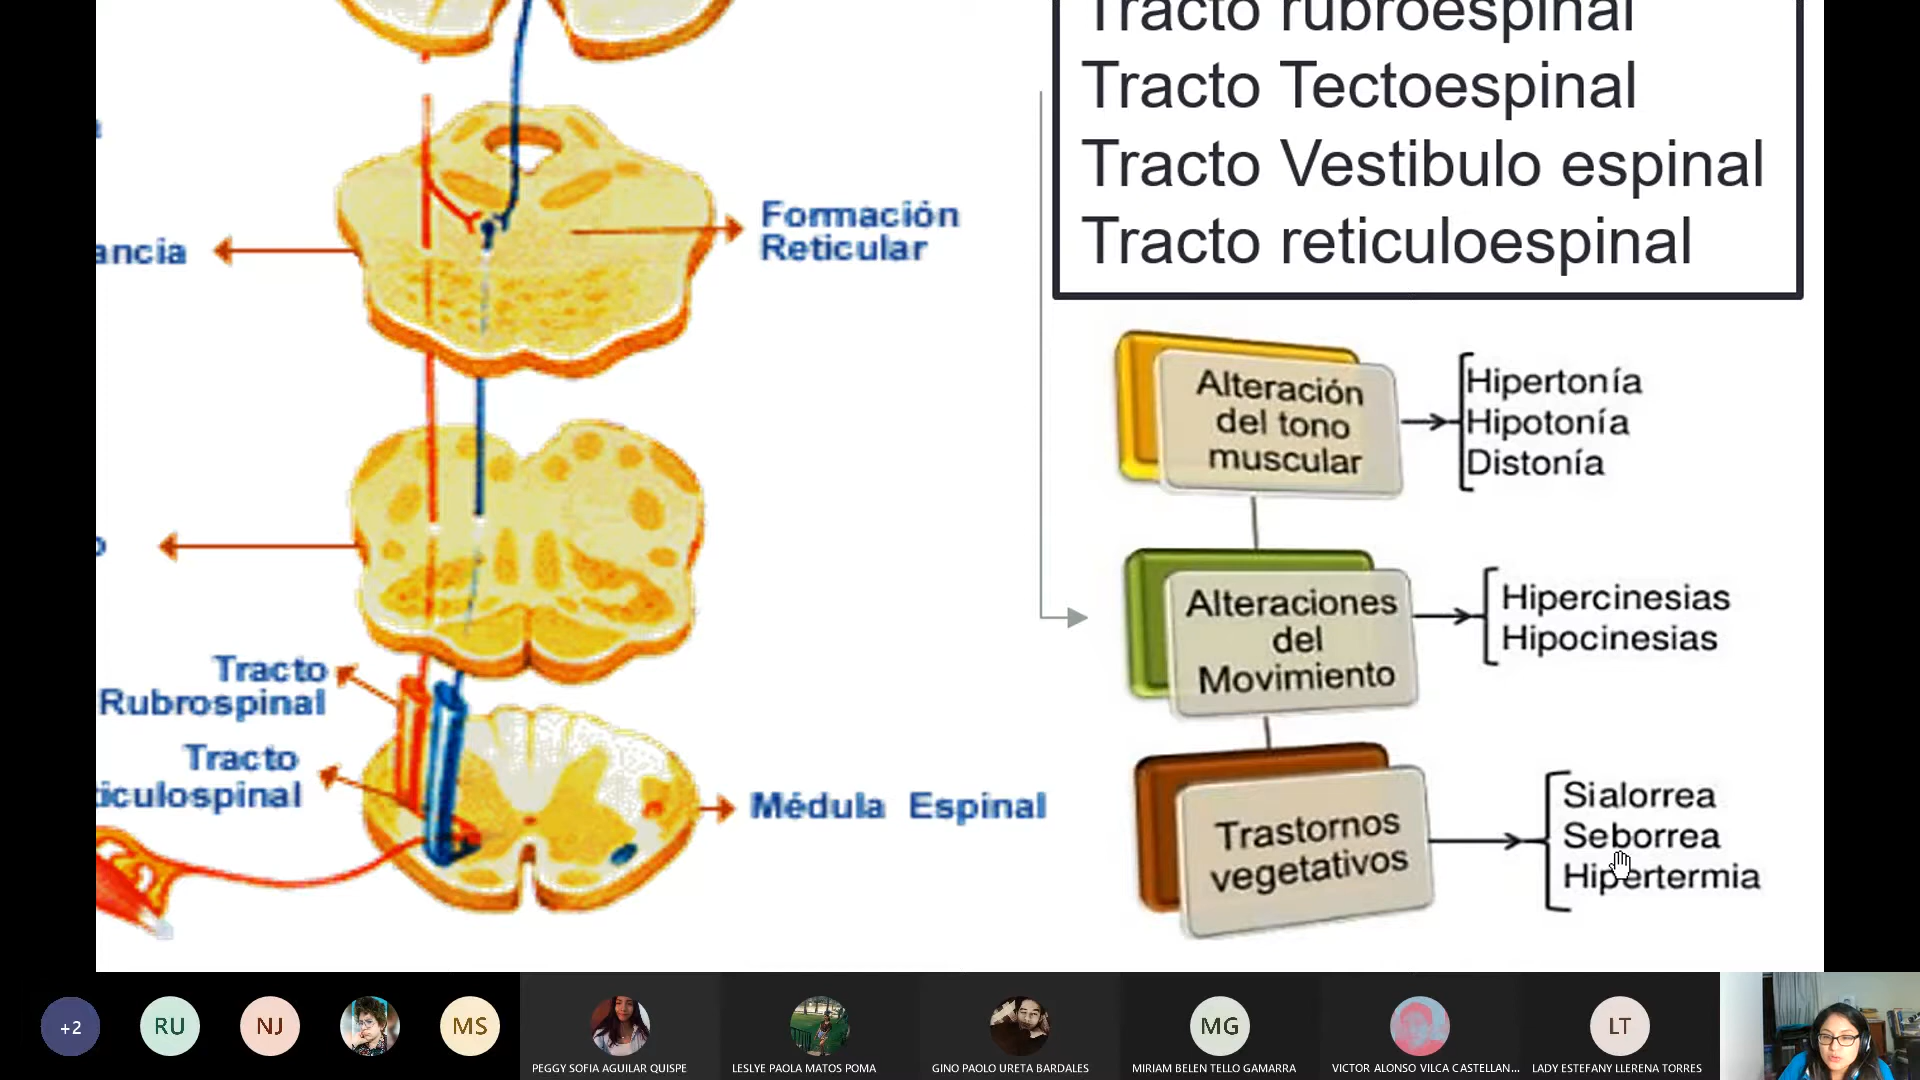 Tracto rubroespinal
Tracto Tectoespinal
Tracto Vestibulo espinal
Tracto reticuloespinal
Formación
Reticular
ancia
Alteración
del tono
muscular
Hipertonía
Hipotonía
Distonía
Alteraciones
del
Movimiento
Hipercinesias
Hipocinesias
Tracto
Rubrospinal
Tracto
iculospinal
Médula Espinal
Trastornos
vegetativos
Sialorrea
Seborrea
Hipertermia
+2
RU
NJ
MS
MG
LT
PEGGY SOFIA AGUILAR QUISPE
LESLYE PAOLA MATOS POMA
GINO PAOLO URETA BARDALES
MIRIAM BELEN TELLO GAMARRA
VICTOR ALONSO VILCA CASTELLAN...
LADY ESTEFANY LLERENA TORRES